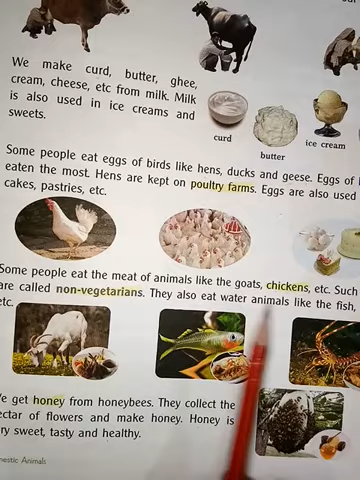 We make curd, butter, ghee,
cream, cheese, etc from milk. Milk
is also used in ice creams and
sweets.
curd
butter
ice cream
Some people eat eggs of birds like hens, ducks and geese. Eggs of
eaten the most. Hens are kept on poultry farms. Eggs are also used
cakes, pastries, etc.
Some people eat the meat of animals like the goats, chickens, etc. Such
are called non-vegetarians. They also eat water animals like the fish,
etc.
We get honey from honeybees. They collect the
ectar of flowers and make honey. Honey is
ry sweet, tasty and healthy.
mestic Animals